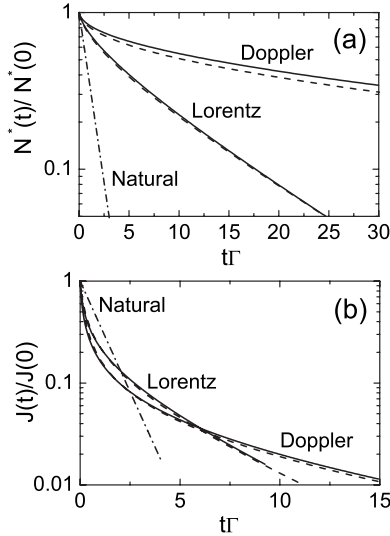 1
(a)
Doppler
Lorentz
Natural
0.1
N*(t)/ N*(0)
0 5 10 15 20 25 30
tΓ
1
(b)
Natural
Lorentz
0.1
Doppler
J(t)/J(0)
0.01
0 5 10 15
tΓ